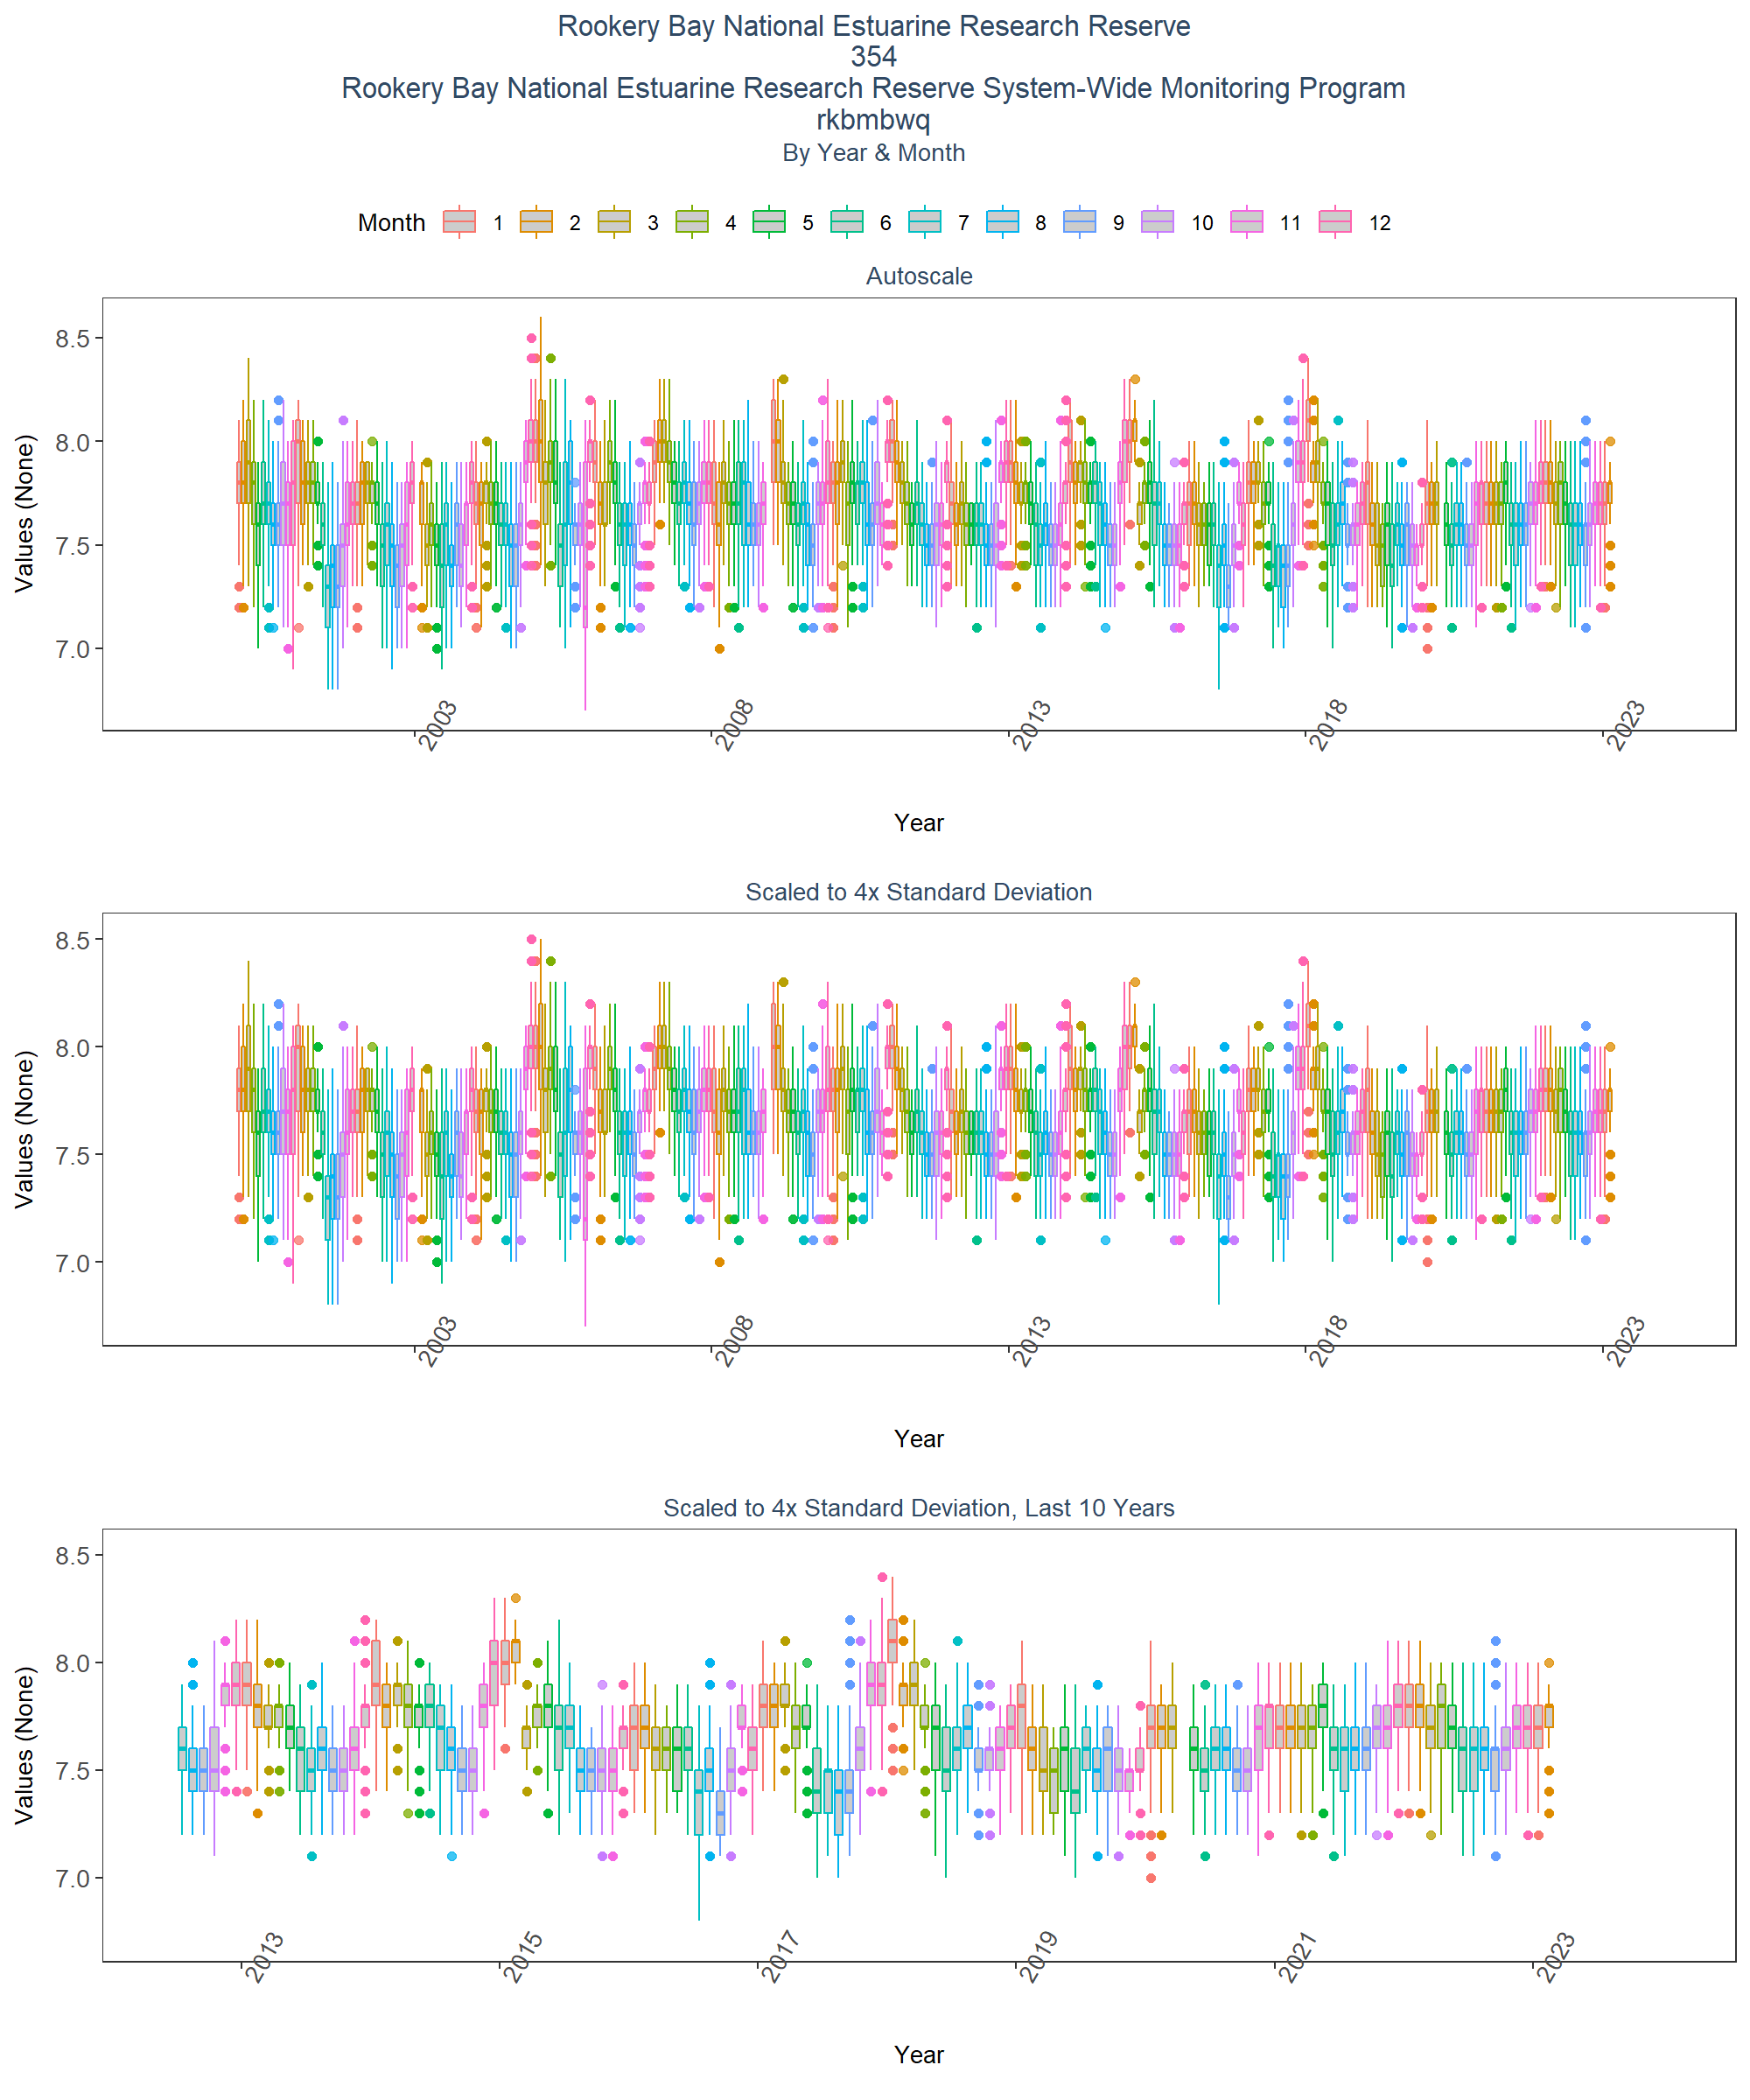 Rookery Bay National Estuarine Research Reserve
354
Rookery Bay National Estuarine Research Reserve System-Wide Monitoring Program
rkbmbwq
By Year & Month
Month 1 2 3 4 5 6 7 8 9 10 11 12
Autoscale
Values (None)
8.5
8.0
7.5
7.0
2003 2008 2013 2018 2023
Year
Scaled to 4x Standard Deviation
Values (None)
8.5
8.0
7.5
7.0
2003 2008 2013 2018 2023
Year
Scaled to 4x Standard Deviation, Last 10 Years
Values (None)
8.5
8.0
7.5
7.0
2013 2015 2017 2019 2021 2023
Year